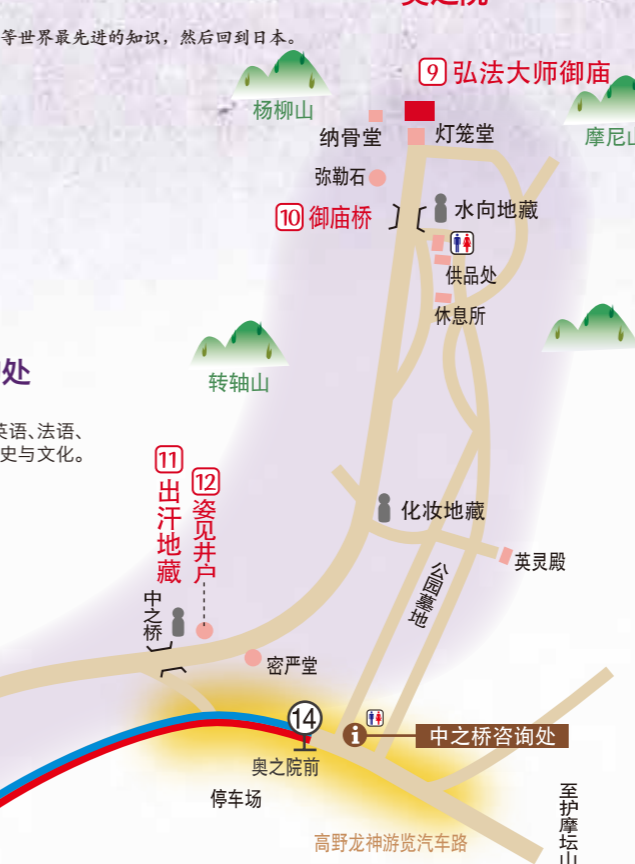 等世界最先进的知识，然后回到日本。
9 弘法大师御庙
杨柳山
摩尼山
纳骨堂
灯笼堂
弥勒石
10 御庙桥
水向地藏
供品处
休息所
处
转轴山
英语、法语、
史与文化。
11 出汗地藏
12 姿见井户
化妆地藏
英灵殿
公园墓地
中之桥
密严堂
14
i 中之桥咨询处
奥之院前
停车场
至护摩坛山
高野龙神游览汽车路